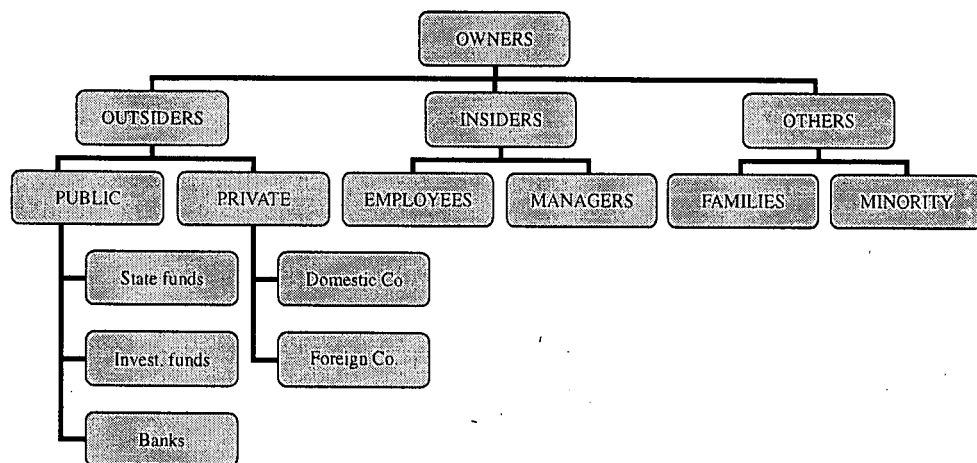 OWNERS
OUTSIDERS
INSIDERS
OTHERS
PUBLIC
PRIVATE
EMPLOYEES
MANAGERS
FAMILIES
MINORITY
State funds
Domestic Co
Invest. funds
Foreign Co.
Banks